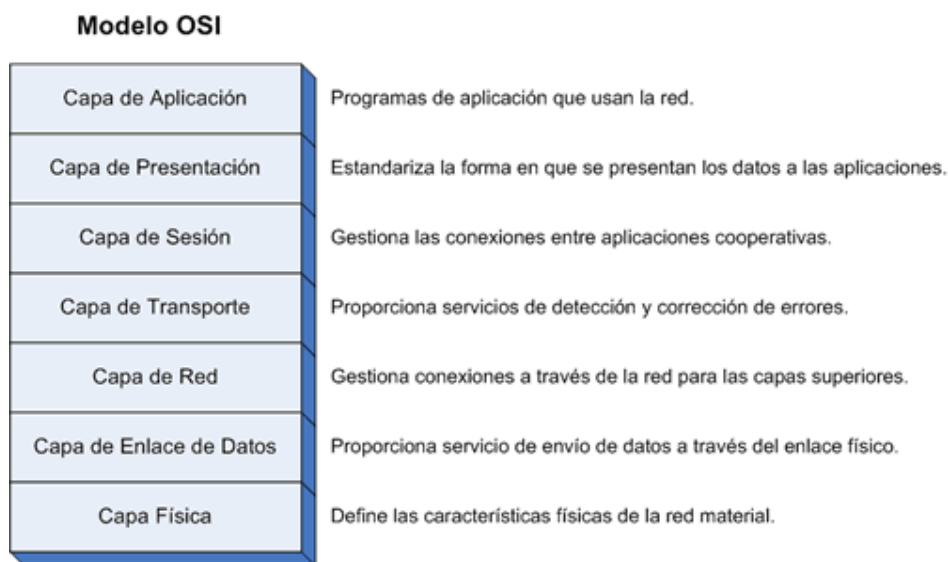 Modelo OSI
Capa de Aplicación
Programas de aplicación que usan la red.
Capa de Presentación
Estandariza la forma en que se presentan los datos a las aplicaciones.
Capa de Sesión
Gestiona las conexiones entre aplicaciones cooperativas.
Capa de Transporte
Proporciona servicios de detección y corrección de errores.
Capa de Red
Gestiona conexiones a través de la red para las capas superiores.
Capa de Enlace de Datos
Proporciona servicio de envío de datos a través del enlace físico.
Capa Física
Define las características físicas de la red material.